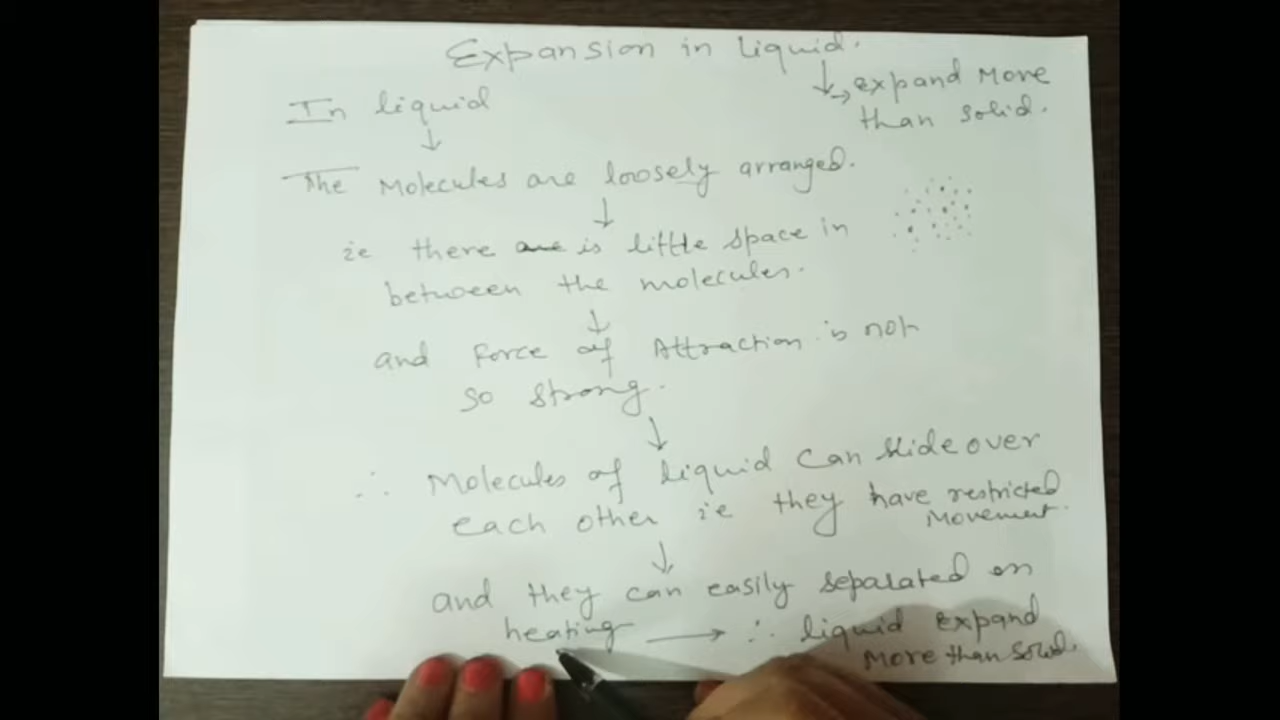 Expansion in liquid.
→ expand More
than solid.
In liquid
↓
The Molecules are loosely arranged.
↓
ie there is little space in
between the molecules.
↓
and Force of Attraction is not
so strong.
↓
∴ Molecules of liquid can slide over
each other ie they have restricted
Movement.
↓
and they can easily separated on
heating → ∴ liquid expand
More than solid.